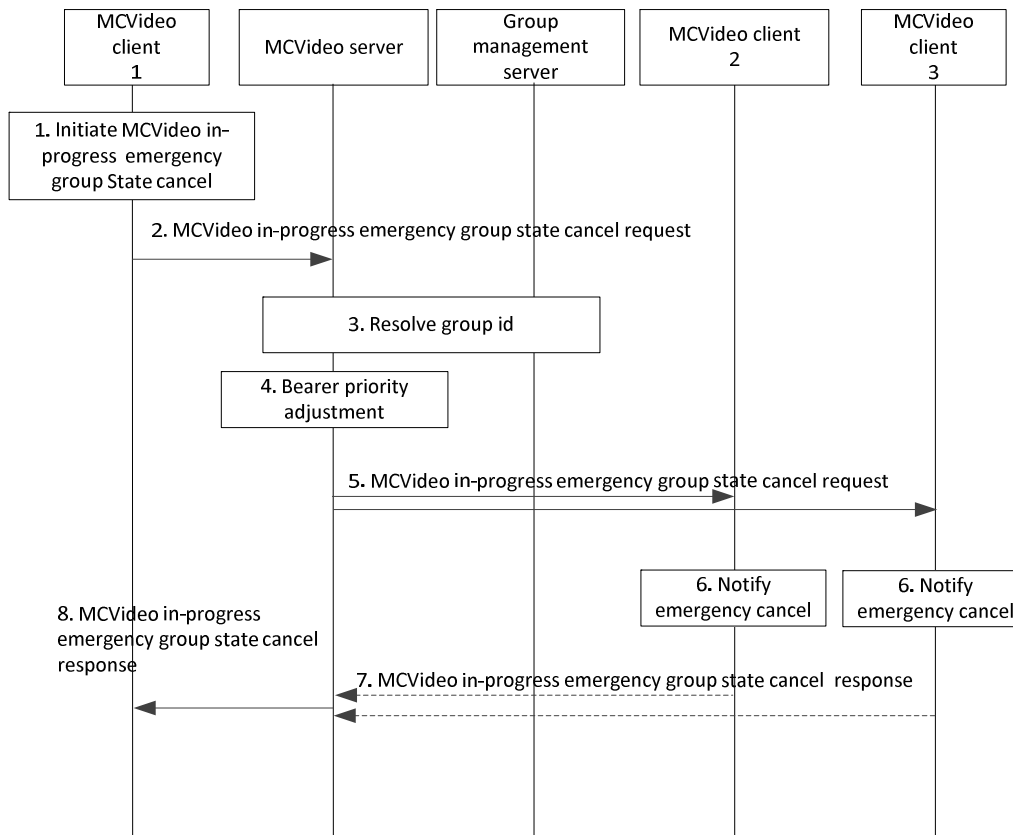 MCVideo
client
1
MCVideo server
Group
management
server
MCVideo client
2
MCVideo
client
3
1. Initiate MCVideo in-
progress emergency
group State cancel
2. MCVideo in-progress emergency group state cancel request
3. Resolve group id
4. Bearer priority
adjustment
5. MCVideo in-progress emergency group state cancel request
6. Notify
emergency cancel
6. Notify
emergency cancel
8. MCVideo in-progress
emergency group state cancel
response
7. MCVideo in-progress emergency group state cancel response